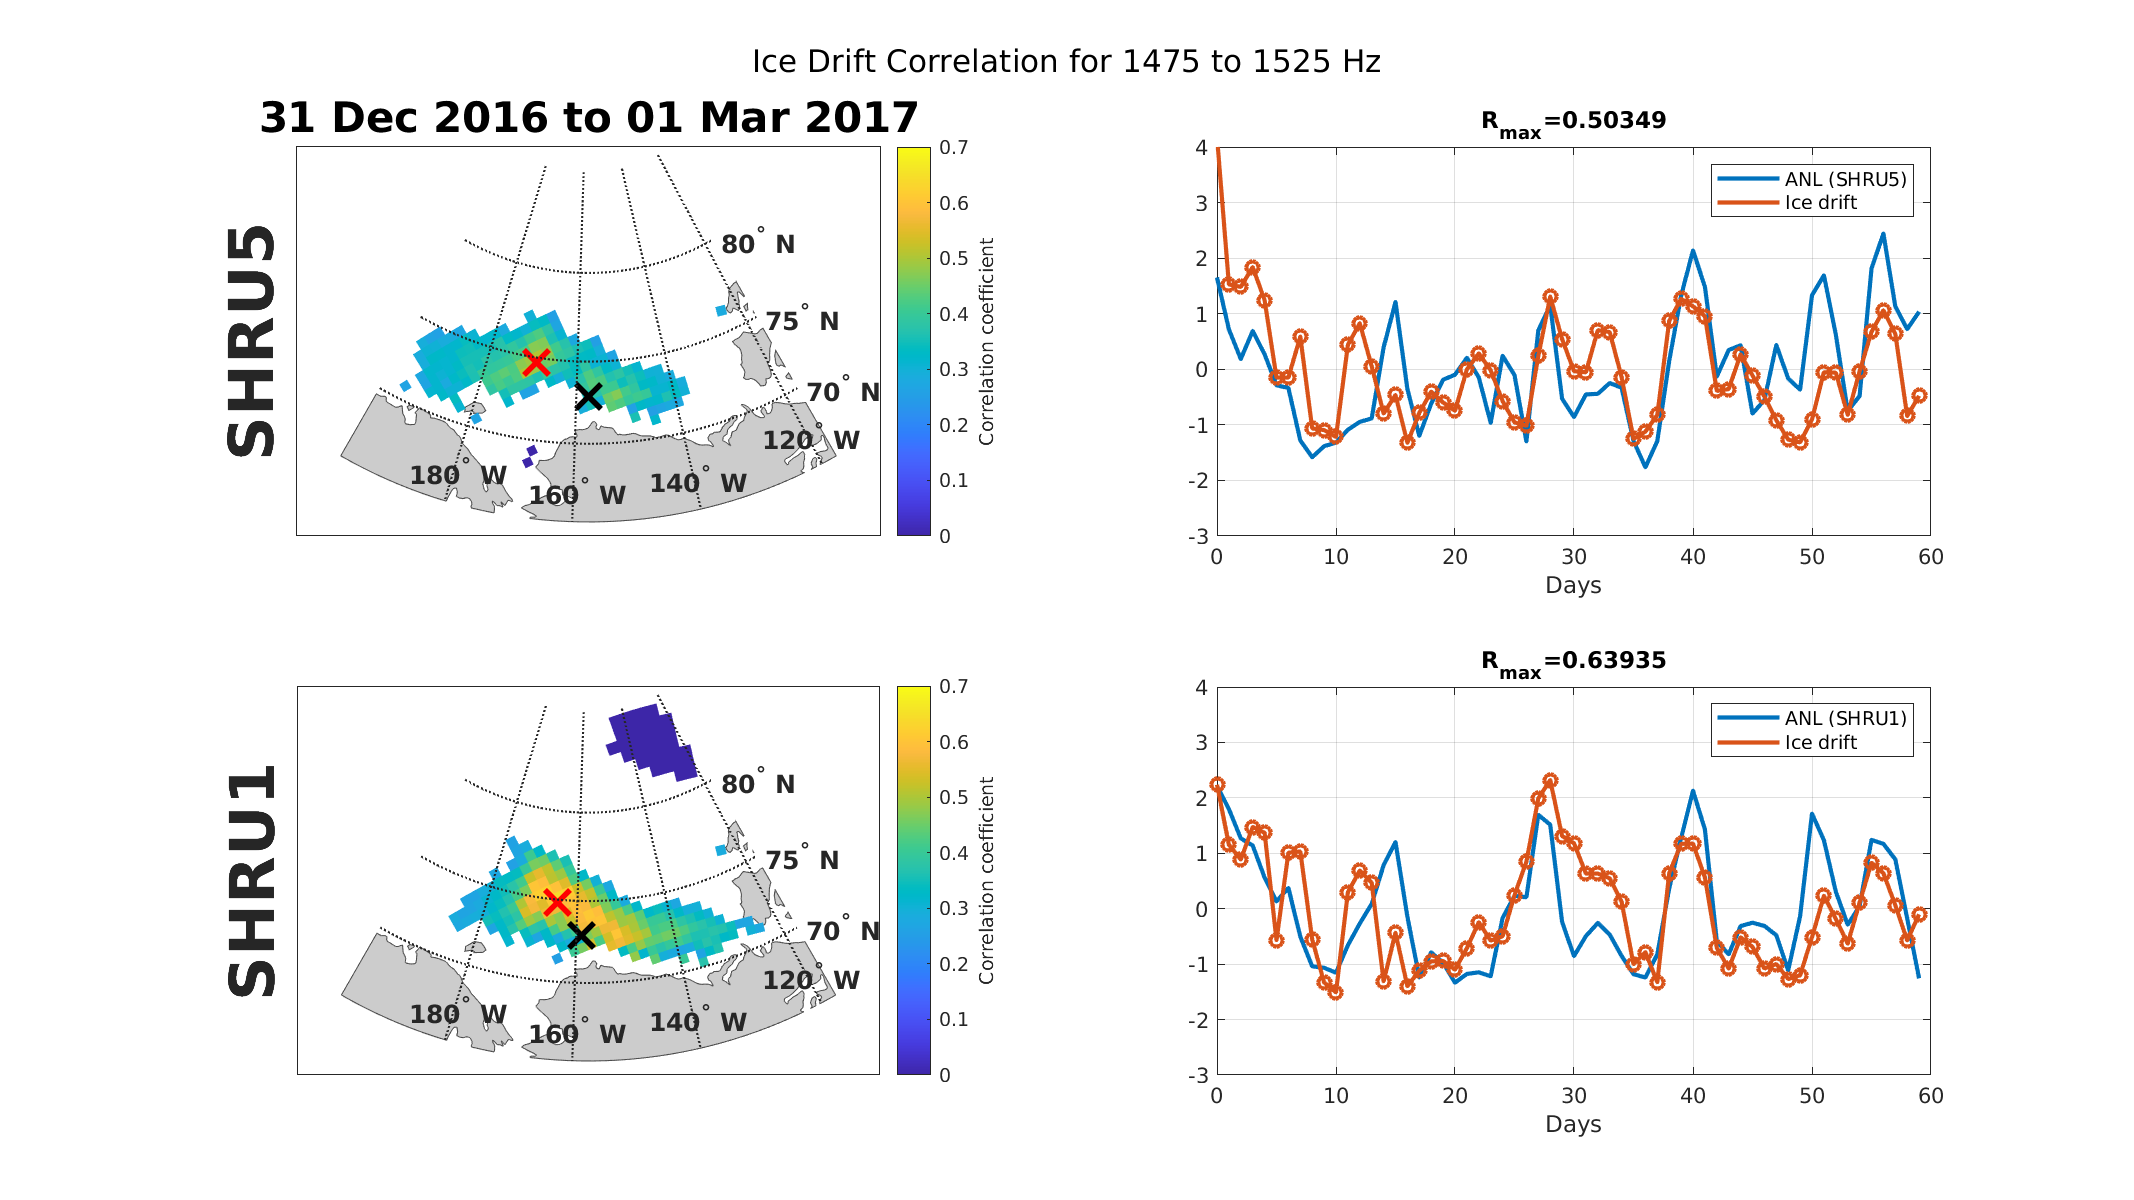 Ice Drift Correlation for 1475 to 1525 Hz
31 Dec 2016 to 01 Mar 2017
SHRU5
80° N
75° N
70° N
120° W
180° W
160° W
140° W
0.7
0.6
0.5
0.4
0.3
0.2
0.1
0
Correlation coefficient
Rmax=0.50349
4
3
2
1
0
-1
-2
-3
0 10 20 30 40 50 60
Days
ANL (SHRU5)
Ice drift
SHRU1
80° N
75° N
70° N
120° W
180° W
160° W
140° W
0.7
0.6
0.5
0.4
0.3
0.2
0.1
0
Correlation coefficient
Rmax=0.63935
4
3
2
1
0
-1
-2
-3
0 10 20 30 40 50 60
Days
ANL (SHRU1)
Ice drift